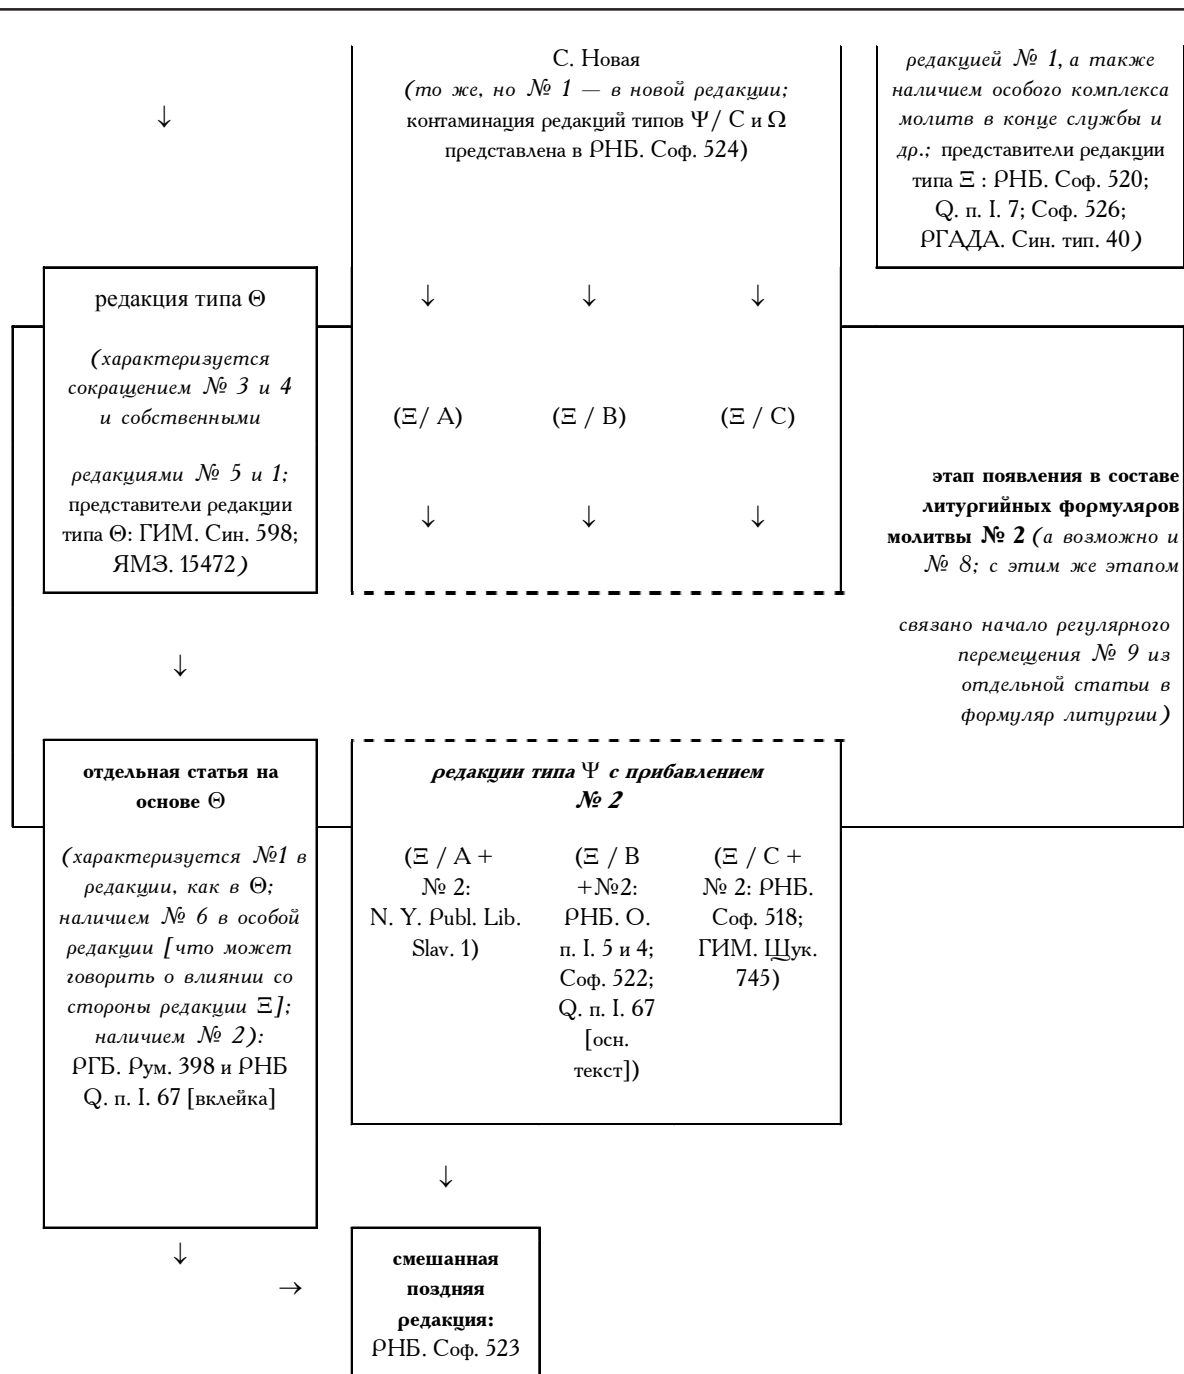 С. Новая
(то же, но № 1 — в новой редакции;
контаминация редакций типов Ψ/ С и Ω
представлена в РНБ. Соф. 524)
редакцией № 1, а также
наличием особого комплекса
молитв в конце службы и
др.; представители редакции
типа Ξ : РНБ. Соф. 520;
Q. п. I. 7; Соф. 526;
РГАДА. Син. тип. 40)
↓
редакция типа Θ
(характеризуется
сокращением № 3 и 4
и собственными
редакциями № 5 и 1;
представители редакции
типа Θ: ГИМ. Син. 598;
ЯМЗ. 15472)
↓ ↓ ↓
(Ξ/ А) (Ξ / В) (Ξ / С)
↓ ↓ ↓
этап появления в составе
литургийных формуляров
молитвы № 2 (а возможно и
№ 8; с этим же этапом
связано начало регулярного
перемещения № 9 из
отдельной статьи в
формуляр литургии)
↓
отдельная статья на
основе Θ
(характеризуется №1 в
редакции, как в Θ;
наличием № 6 в особой
редакции [что может
говорить о влиянии со
стороны редакции Ξ];
наличием № 2):
РГБ. Рум. 398 и РНБ
Q. п. I. 67 [вклейка]
редакции типа Ψ с прибавлением
№ 2
(Ξ / А +
№ 2:
N. Y. Publ. Lib.
Slav. 1)
(Ξ / В
+№2:
РНБ. О.
п. I. 5 и 4;
Соф. 522;
Q. п. I. 67
[осн.
текст])
(Ξ / С +
№ 2: РНБ.
Соф. 518;
ГИМ. Щук.
745)
↓
↓
→
смешанная
поздняя
редакция:
РНБ. Соф. 523